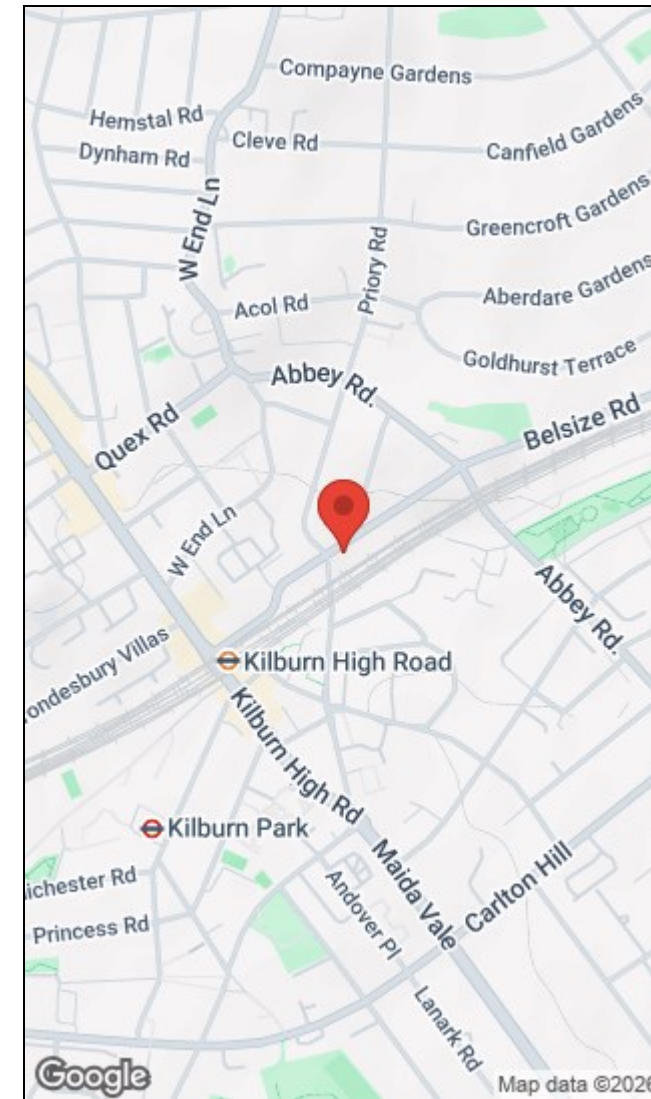 Compayne Gardens
Hemstal Rd
Cleve Rd
Canfield Gardens
Dynham Rd
W End Ln
Greencroft Gardens
Priory Rd
Acol Rd
Aberdare Gardens
Goldhurst Terrace
Abbey Rd.
Belsize Rd
Quex Rd
W End Ln
Abbey Rd.
ondesbury Villas
Kilburn High Road
Kilburn High Rd
Kilburn Park
Maida Vale
Carlton Hill
ichester Rd
Andover Pl
Princess Rd
Lanark Rd
Google
Map data ©2026